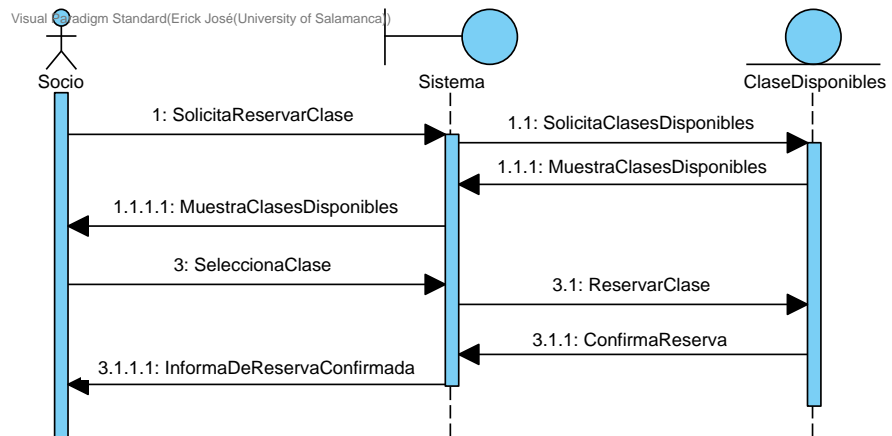 Visual Paradigm Standard(Erick José(University of Salamanca))
Socio
Sistema
ClaseDisponibles
1: SolicitaReservarClase
1.1: SolicitaClasesDisponibles
1.1.1: MuestraClasesDisponibles
1.1.1.1: MuestraClasesDisponibles
3: SeleccionaClase
3.1: ReservarClase
3.1.1: ConfirmaReserva
3.1.1.1: InformaDeReservaConfirmada